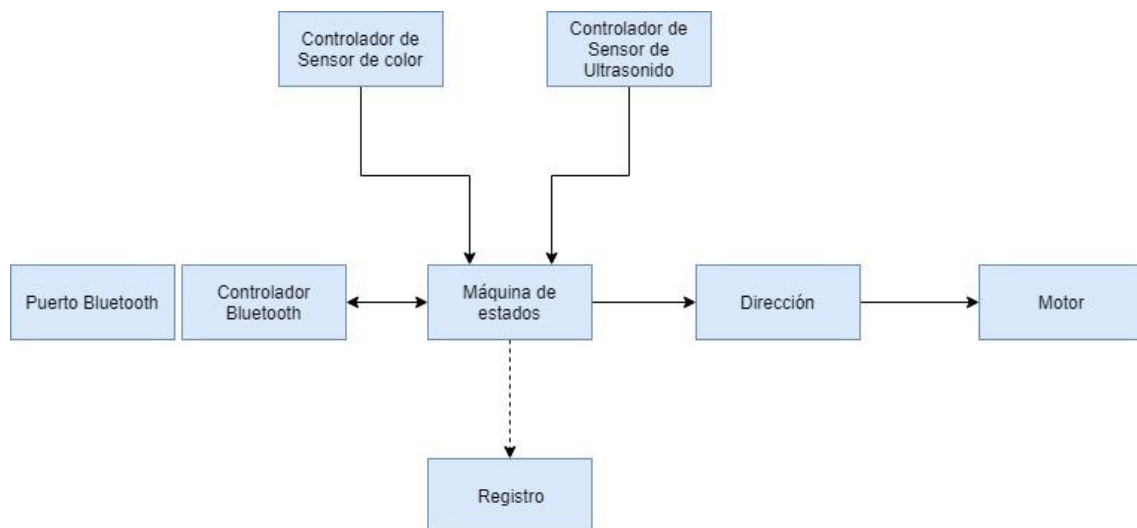 Controlador de
Sensor de color
Controlador de
Sensor de
Ultrasonido
Puerto Bluetooth
Controlador
Bluetooth
Máquina de
estados
Dirección
Motor
Registro